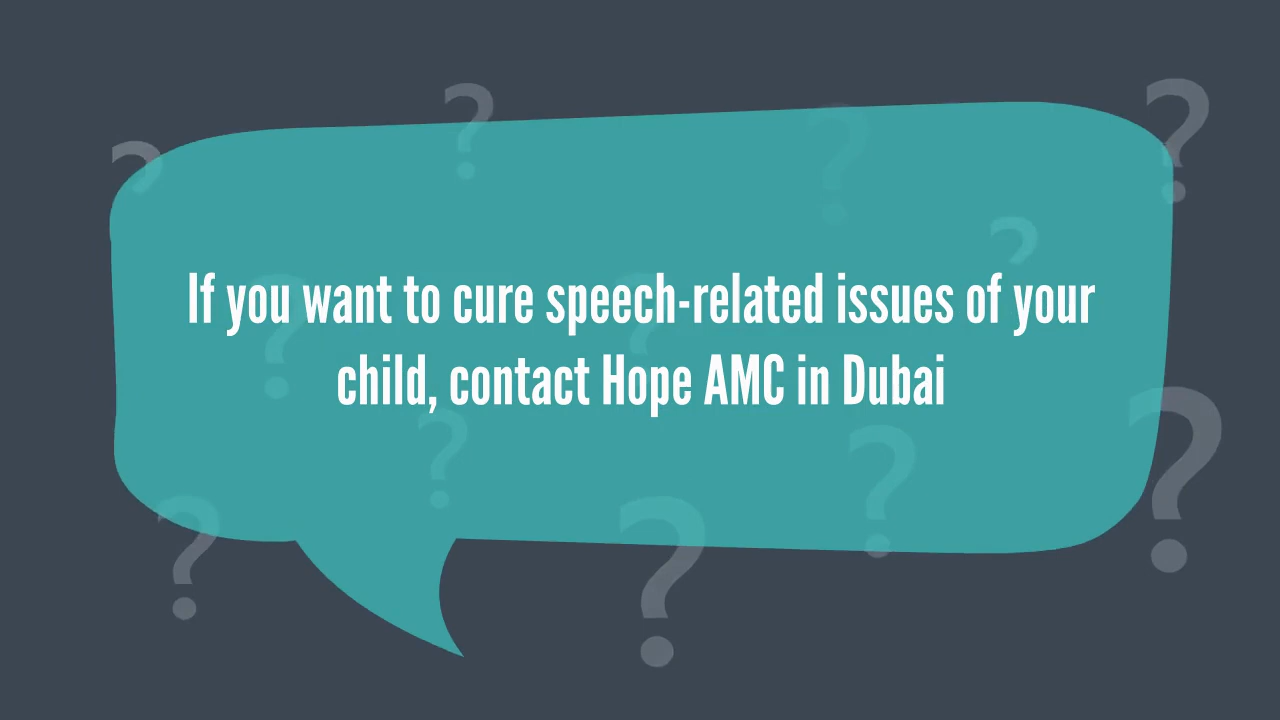 If you want to cure speech-related issues of your
child, contact Hope AMC in Dubai